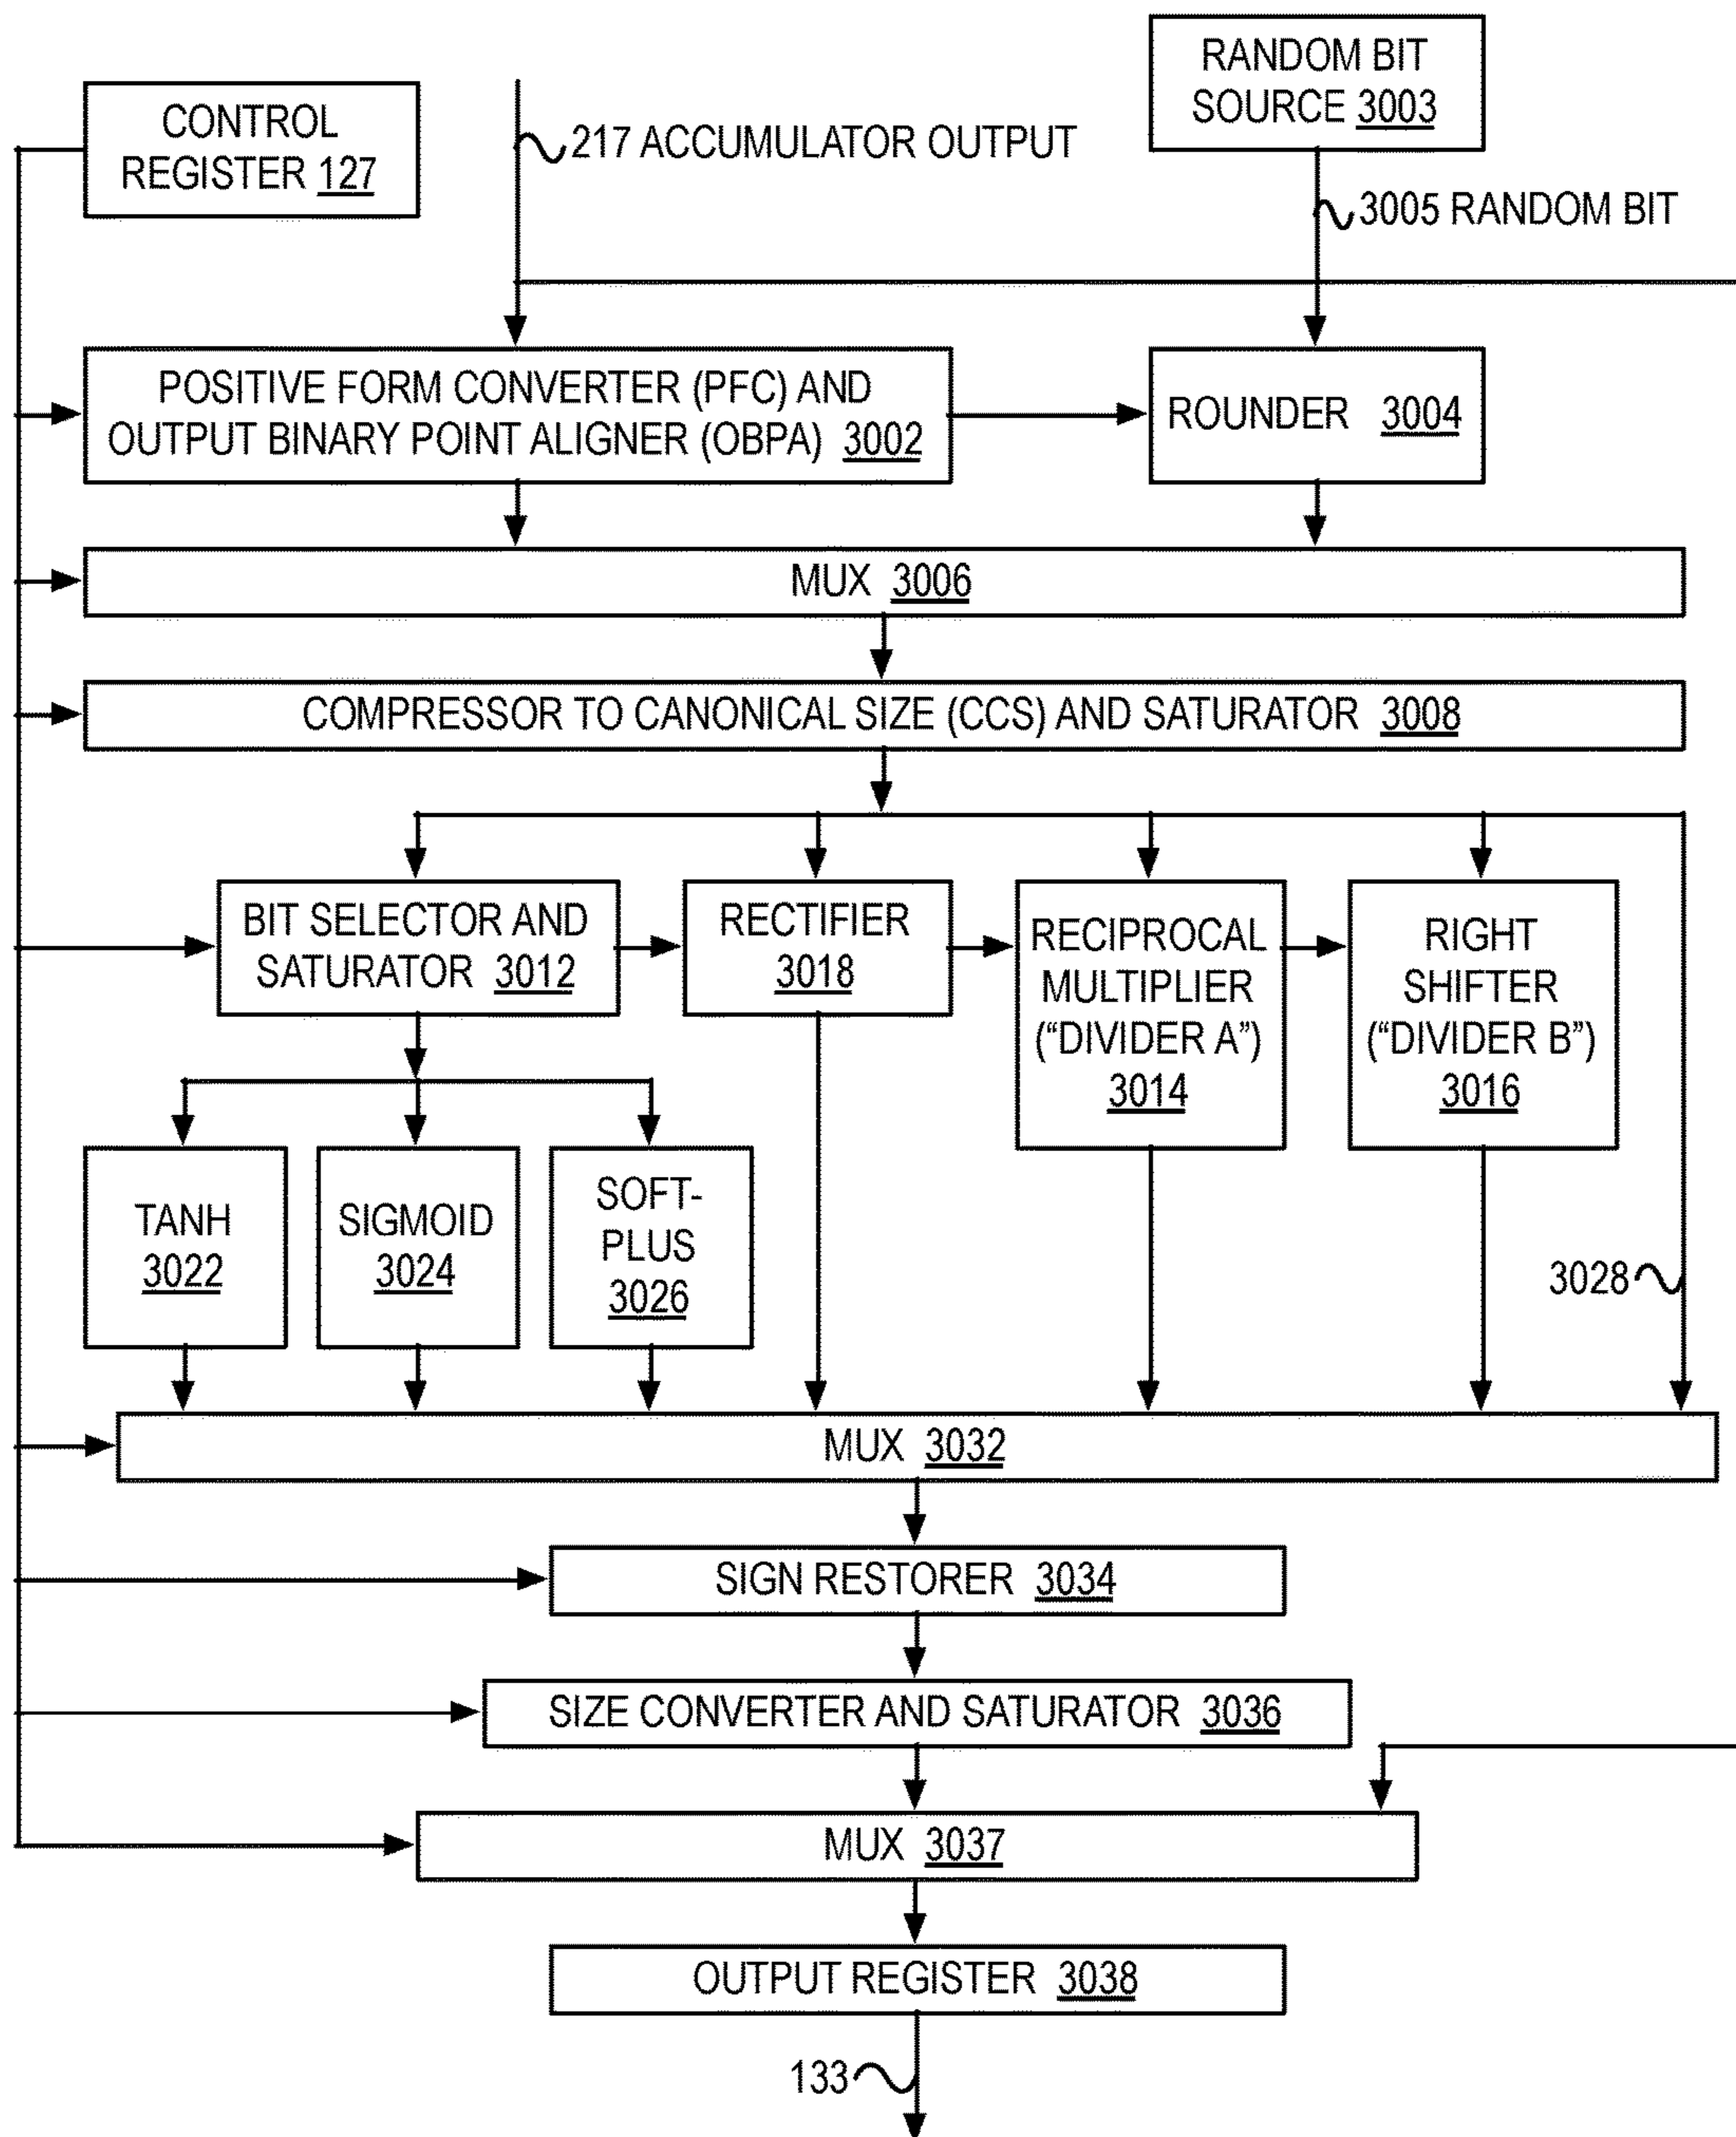 RANDOM BIT
SOURCE 3003
CONTROL
REGISTER 127
217 ACCUMULATOR OUTPUT
3005 RANDOM BIT
POSITIVE FORM CONVERTER (PFC) AND
OUTPUT BINARY POINT ALIGNER (OBPA) 3002
ROUNDER 3004
MUX 3006
COMPRESSOR TO CANONICAL SIZE (CCS) AND SATURATOR 3008
BIT SELECTOR AND
SATURATOR 3012
RECTIFIER
3018
RECIPROCAL
MULTIPLIER
("DIVIDER A")
3014
RIGHT
SHIFTER
("DIVIDER B")
3016
TANH
3022
SIGMOID
3024
SOFT-
PLUS
3026
3028
MUX 3032
SIGN RESTORER 3034
SIZE CONVERTER AND SATURATOR 3036
MUX 3037
OUTPUT REGISTER 3038
133